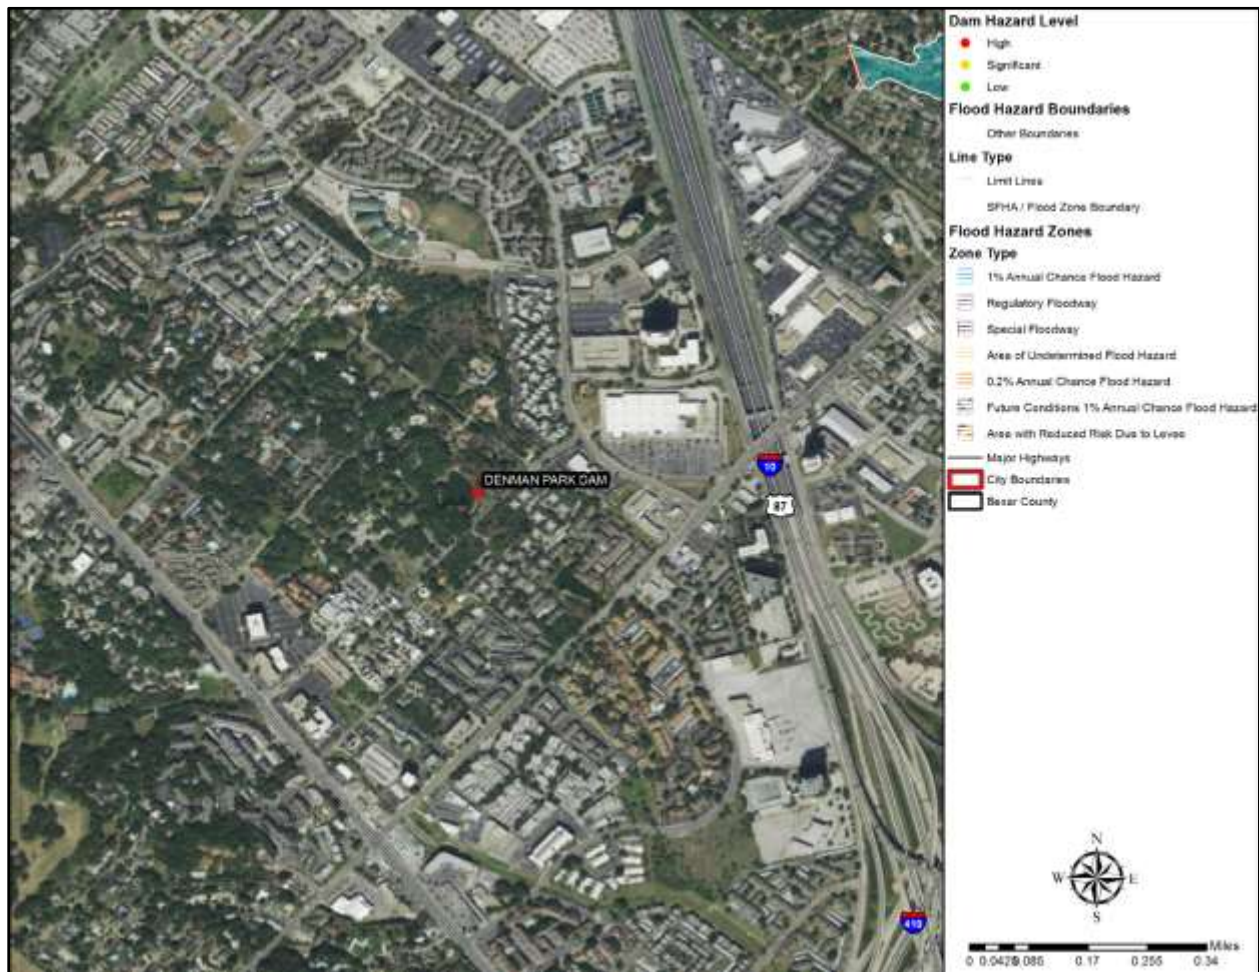 DENMAN PARK DAM
10
87
410
Dam Hazard Level
High
Significant
Low
Flood Hazard Boundaries
Other Boundaries
Line Type
Limit Lines
SFHA / Flood Zone Boundary
Flood Hazard Zones
Zone Type
1% Annual Chance Flood Hazard
Regulatory Floodway
Special Floodway
Area of Undetermined Flood Hazard
0.2% Annual Chance Flood Hazard
Future Conditions 1% Annual Chance Flood Hazard
Area with Reduced Risk Due to Levee
Major Highways
City Boundaries
Bexar County
N
W E
S
Miles
0 0.0425 0.085 0.17 0.255 0.34